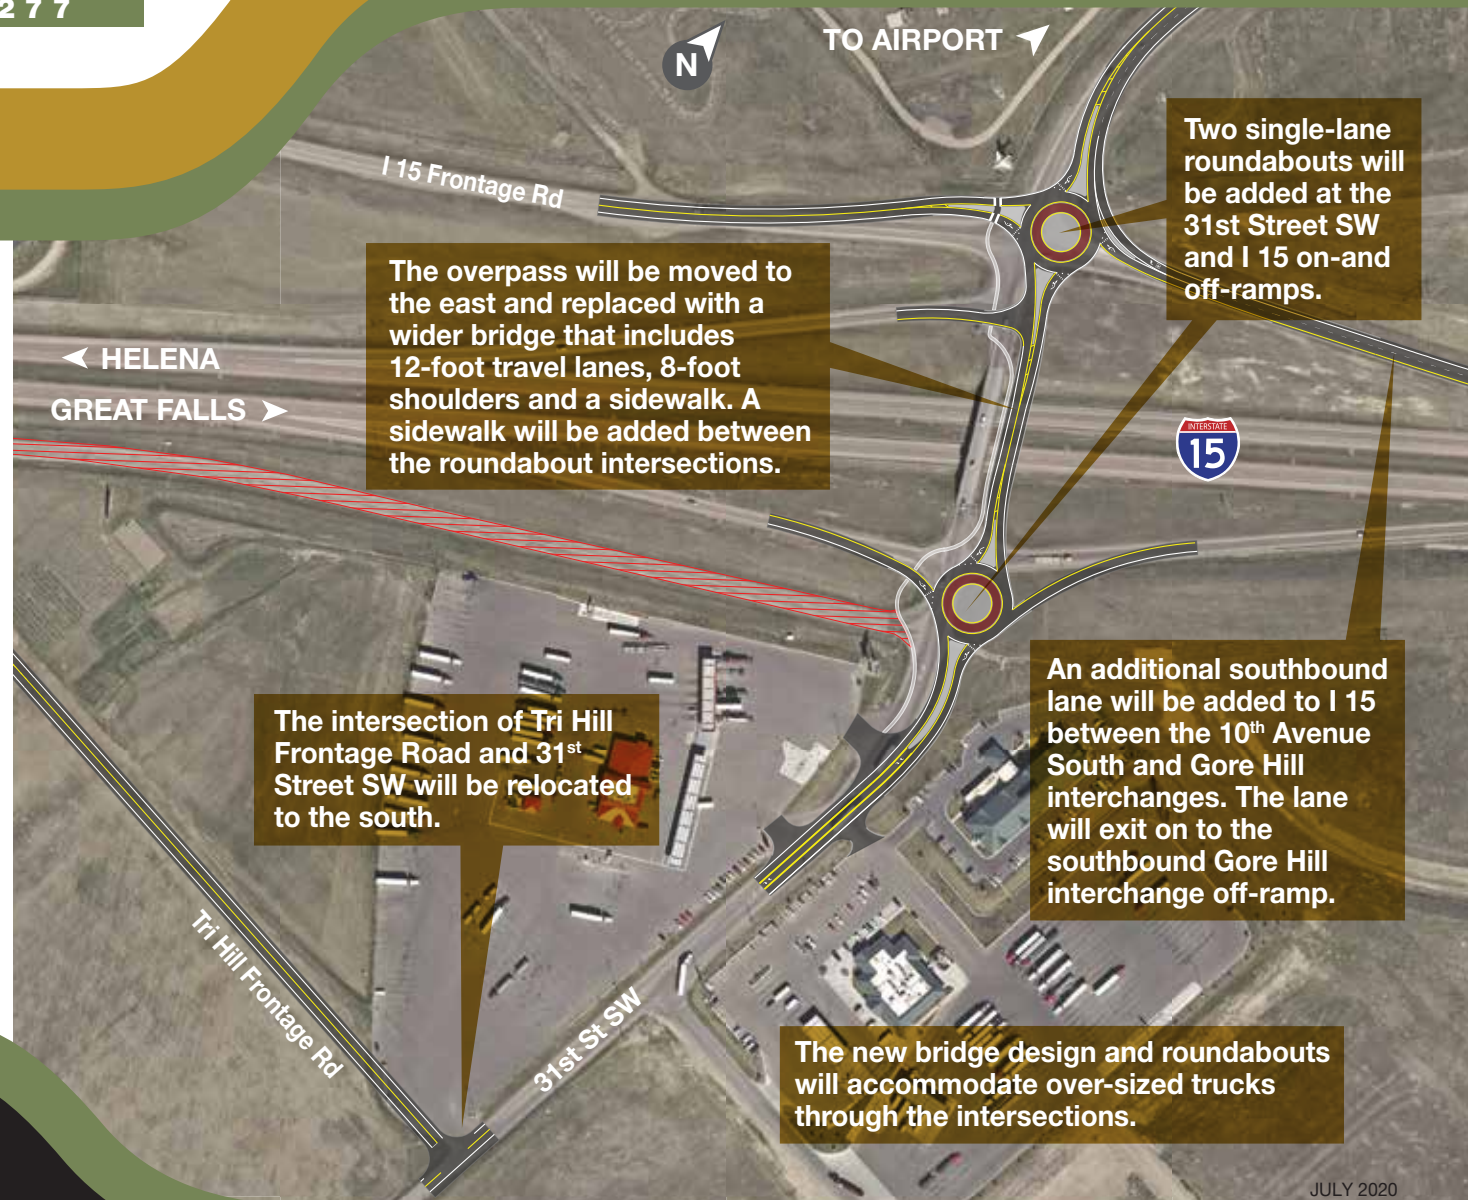 277
N
TO AIRPORT
I 15 Frontage Rd
Two single-lane
roundabouts will
be added at the
31st Street SW
and I 15 on-and
off-ramps.
The overpass will be moved to
the east and replaced with a
wider bridge that includes
12-foot travel lanes, 8-foot
shoulders and a sidewalk. A
sidewalk will be added between
the roundabout intersections.
HELENA
GREAT FALLS
INTERSTATE
15
An additional southbound
lane will be added to I 15
between the 10th Avenue
South and Gore Hill
interchanges. The lane
will exit on to the
southbound Gore Hill
interchange off-ramp.
The intersection of Tri Hill
Frontage Road and 31st
Street SW will be relocated
to the south.
Tri Hill Frontage Rd
31st St SW
The new bridge design and roundabouts
will accommodate over-sized trucks
through the intersections.
JULY 2020